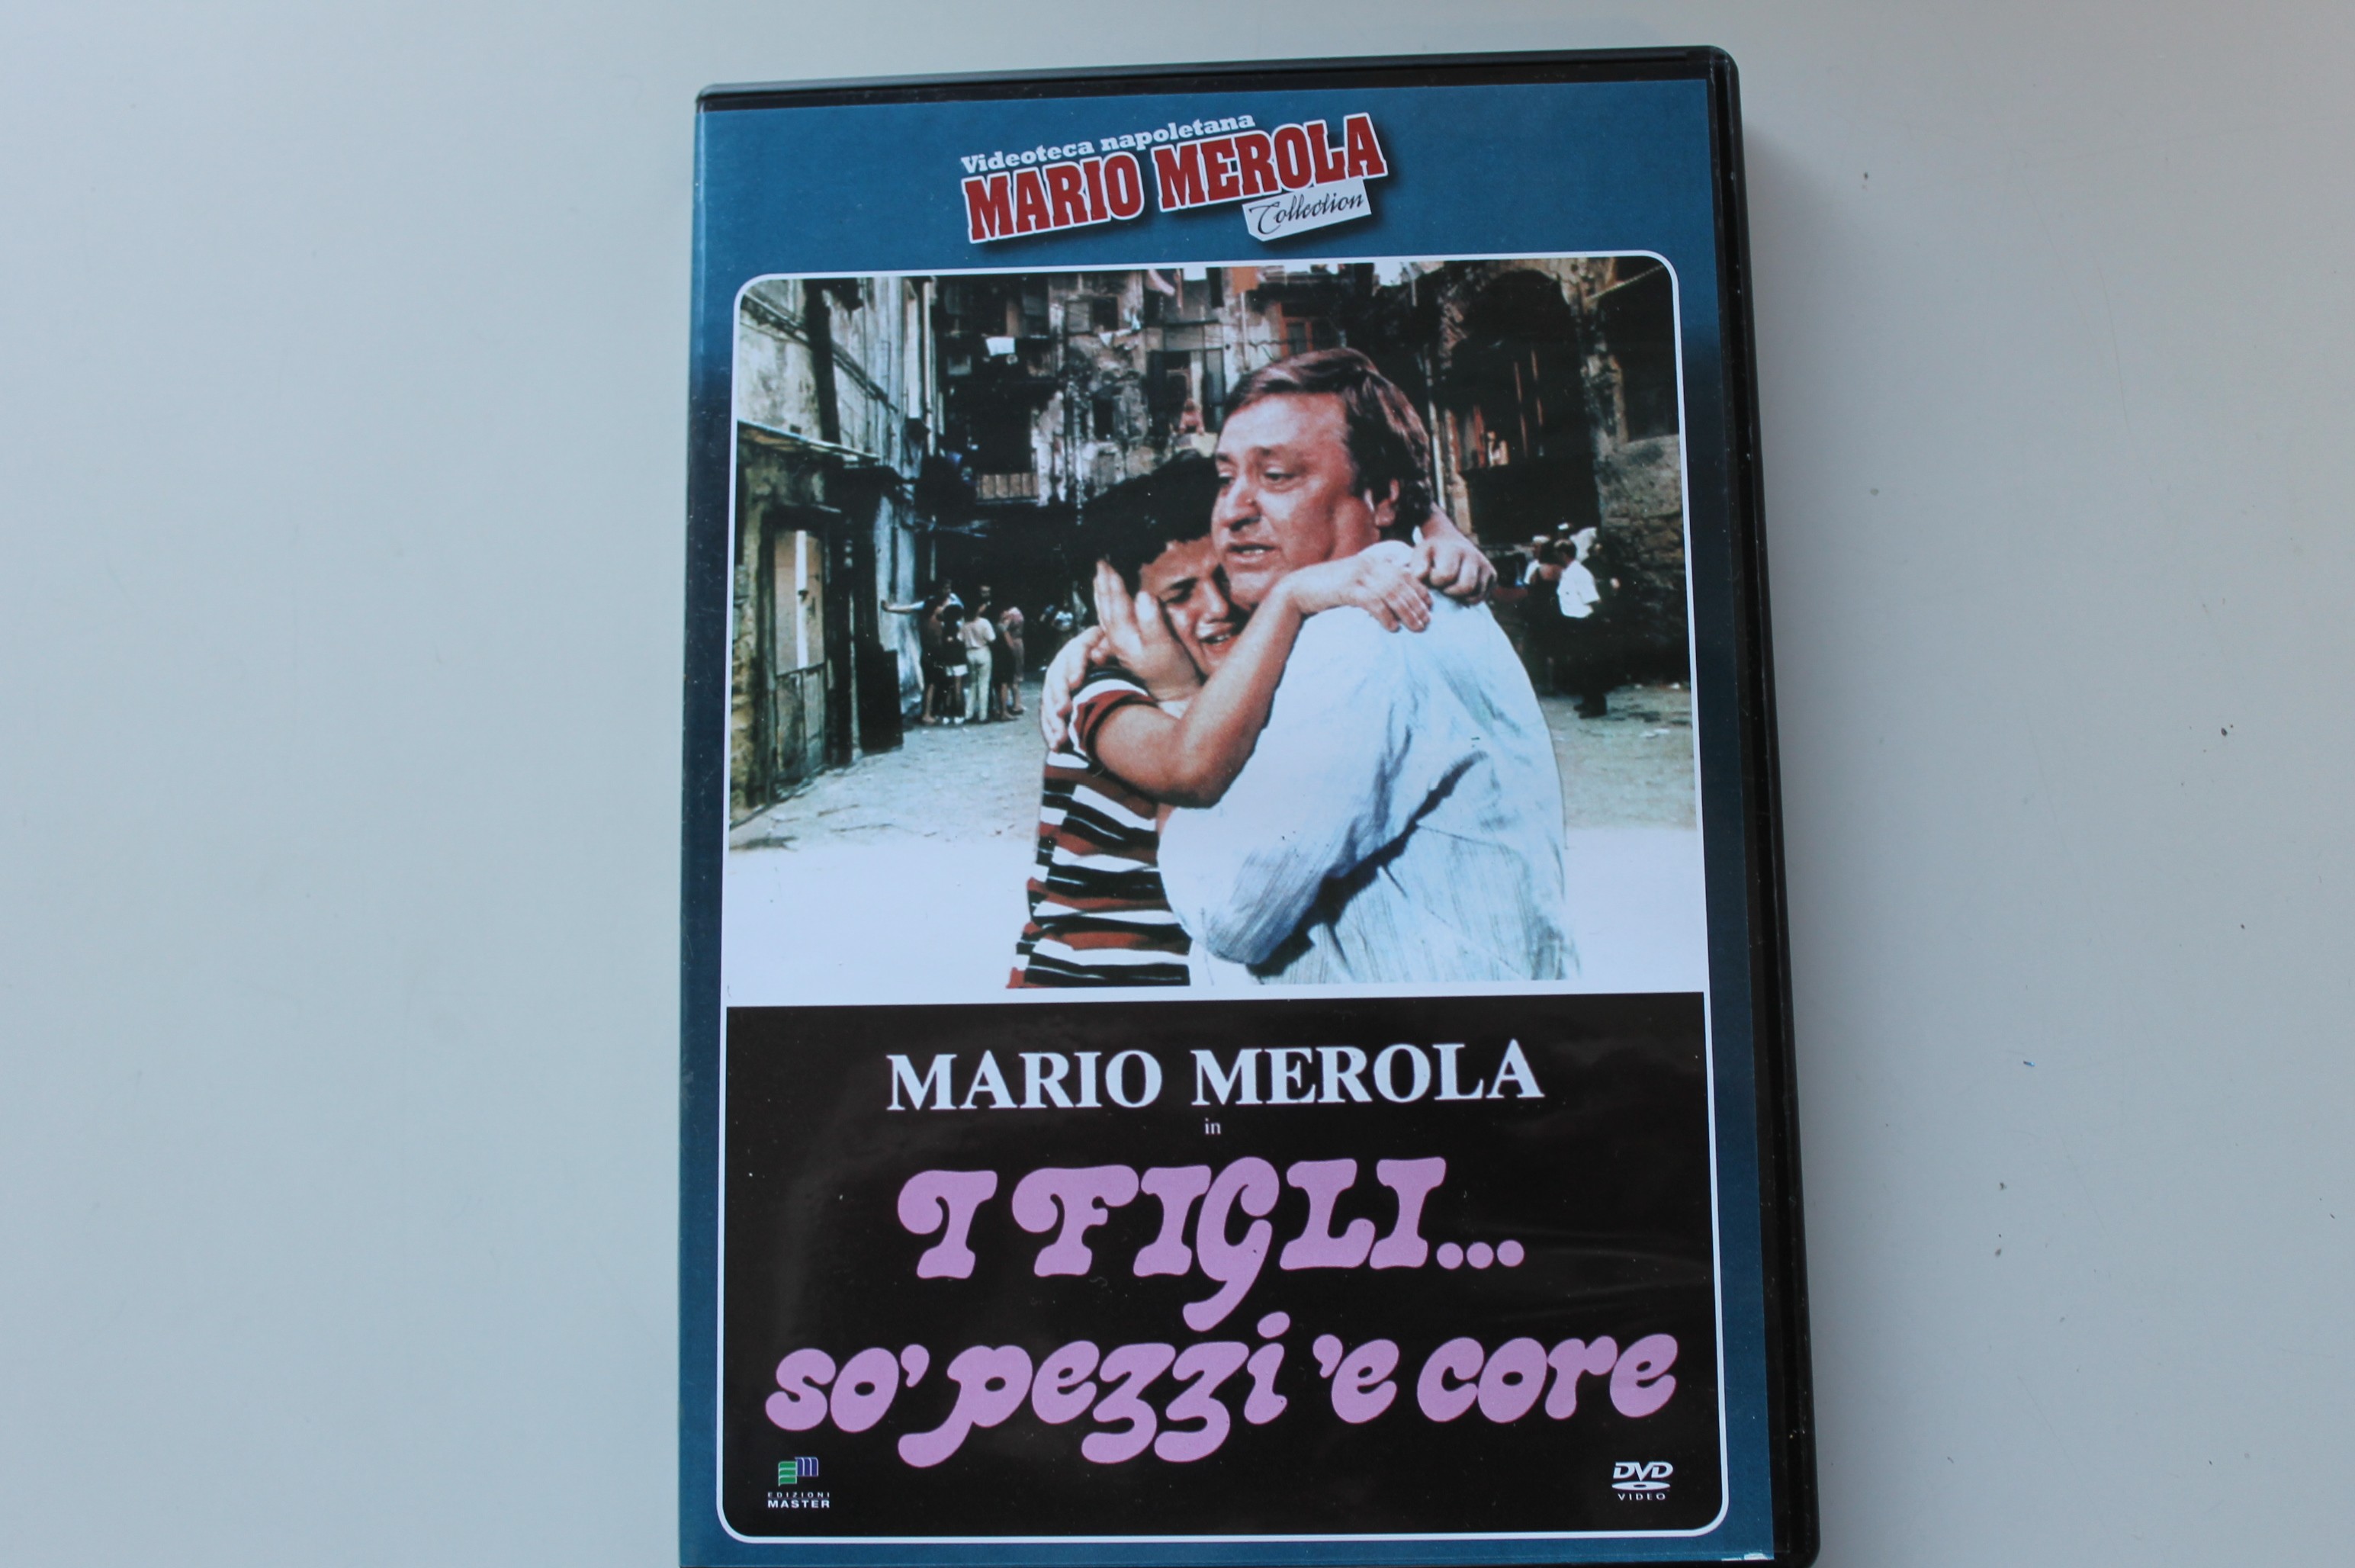 Videoteca napoletana
MARIO MEROLA
Collection
MARIO MEROLA
in
I FIGLI...
so' pezzi 'e core
EDIZIONI
MASTER
DVD
VIDEO